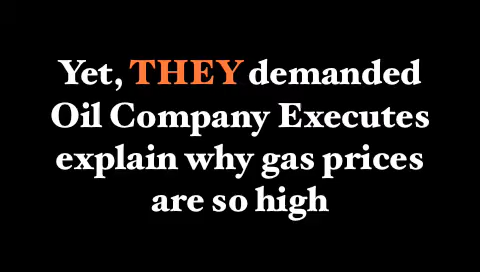 Yet, THEY demanded
Oil Company Executes
explain why gas prices
are so high